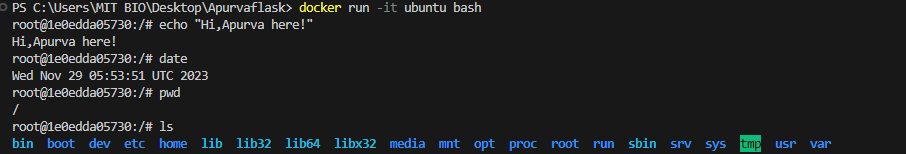 PS C:\Users\MIT BIO\Desktop\Apurvaflask> docker run -it ubuntu bash
root@1e0edda05730:/# echo "Hi,Apurva here!"
Hi,Apurva here!
root@1e0edda05730:/# date
Wed Nov 29 05:53:51 UTC 2023
root@1e0edda05730:/# pwd
/
root@1e0edda05730:/# ls
bin boot dev etc home lib lib32 lib64 libx32 media mnt opt proc root run sbin srv sys tmp usr var